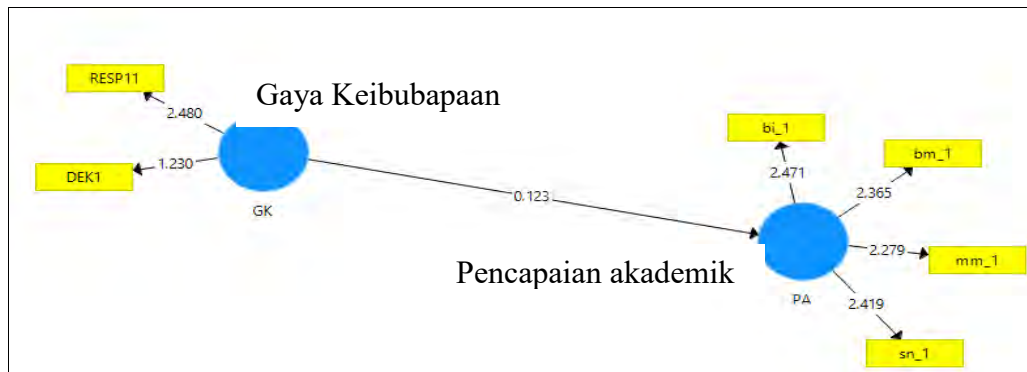 RESP11
Gaya Keibubapaan
2.480
DEK1
1.230
GK
0.123
bi_1
2.471
bm_1
2.365
2.279
mm_1
Pencapaian akademik
PA
2.419
sn_1